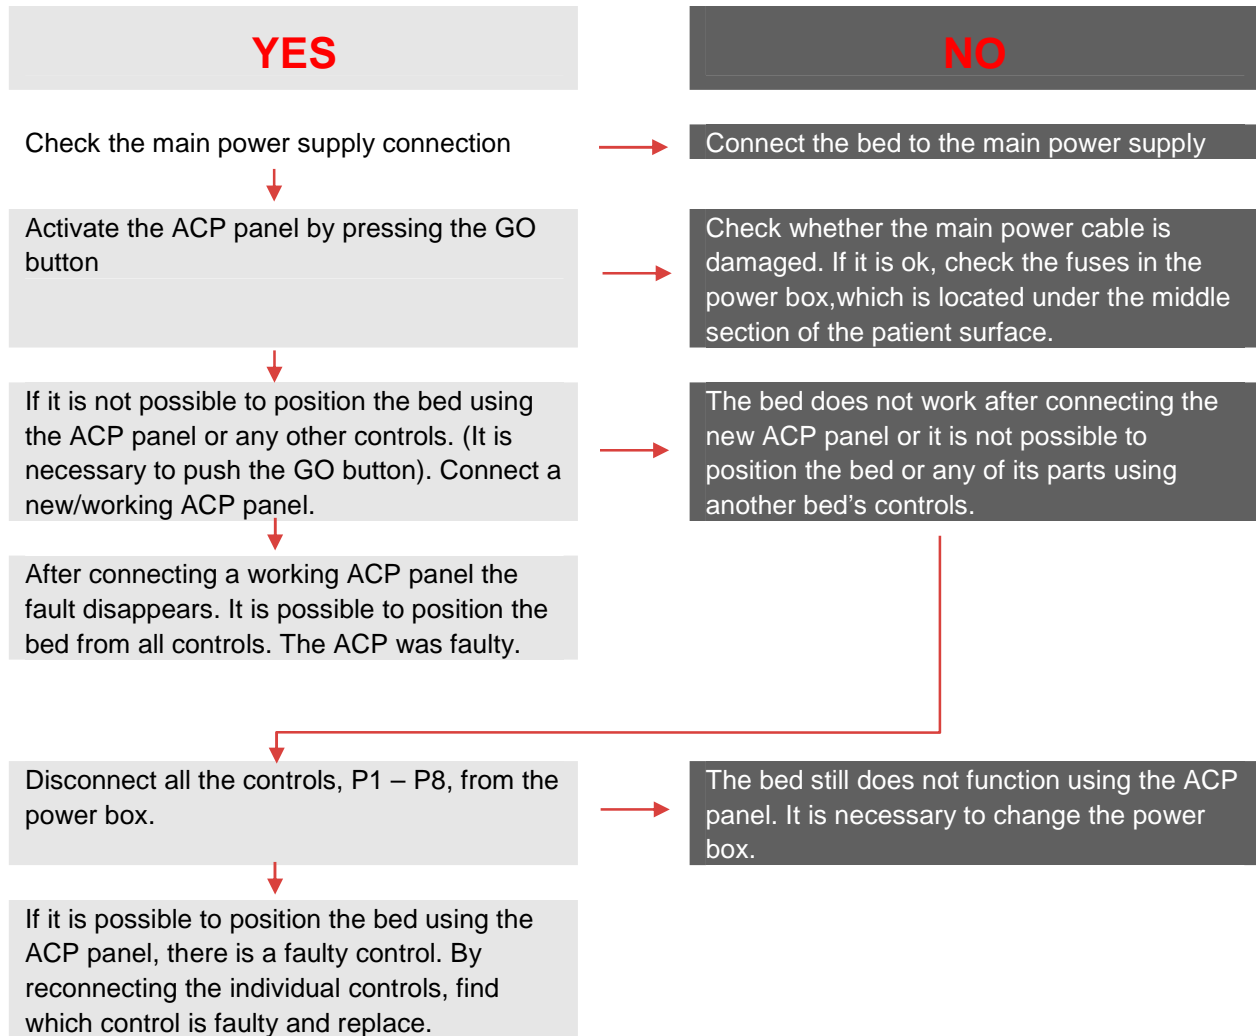 YES
NO
Check the main power supply connection
Connect the bed to the main power supply
Activate the ACP panel by pressing the GO
button
Check whether the main power cable is
damaged. If it is ok, check the fuses in the
power box,which is located under the middle
section of the patient surface.
If it is not possible to position the bed using
the ACP panel or any other controls. (It is
necessary to push the GO button). Connect a
new/working ACP panel.
The bed does not work after connecting the
new ACP panel or it is not possible to
position the bed or any of its parts using
another bed’s controls.
After connecting a working ACP panel the
fault disappears. It is possible to position the
bed from all controls. The ACP was faulty.
Disconnect all the controls, P1 – P8, from the
power box.
The bed still does not function using the ACP
panel. It is necessary to change the power
box.
If it is possible to position the bed using the
ACP panel, there is a faulty control. By
reconnecting the individual controls, find
which control is faulty and replace.